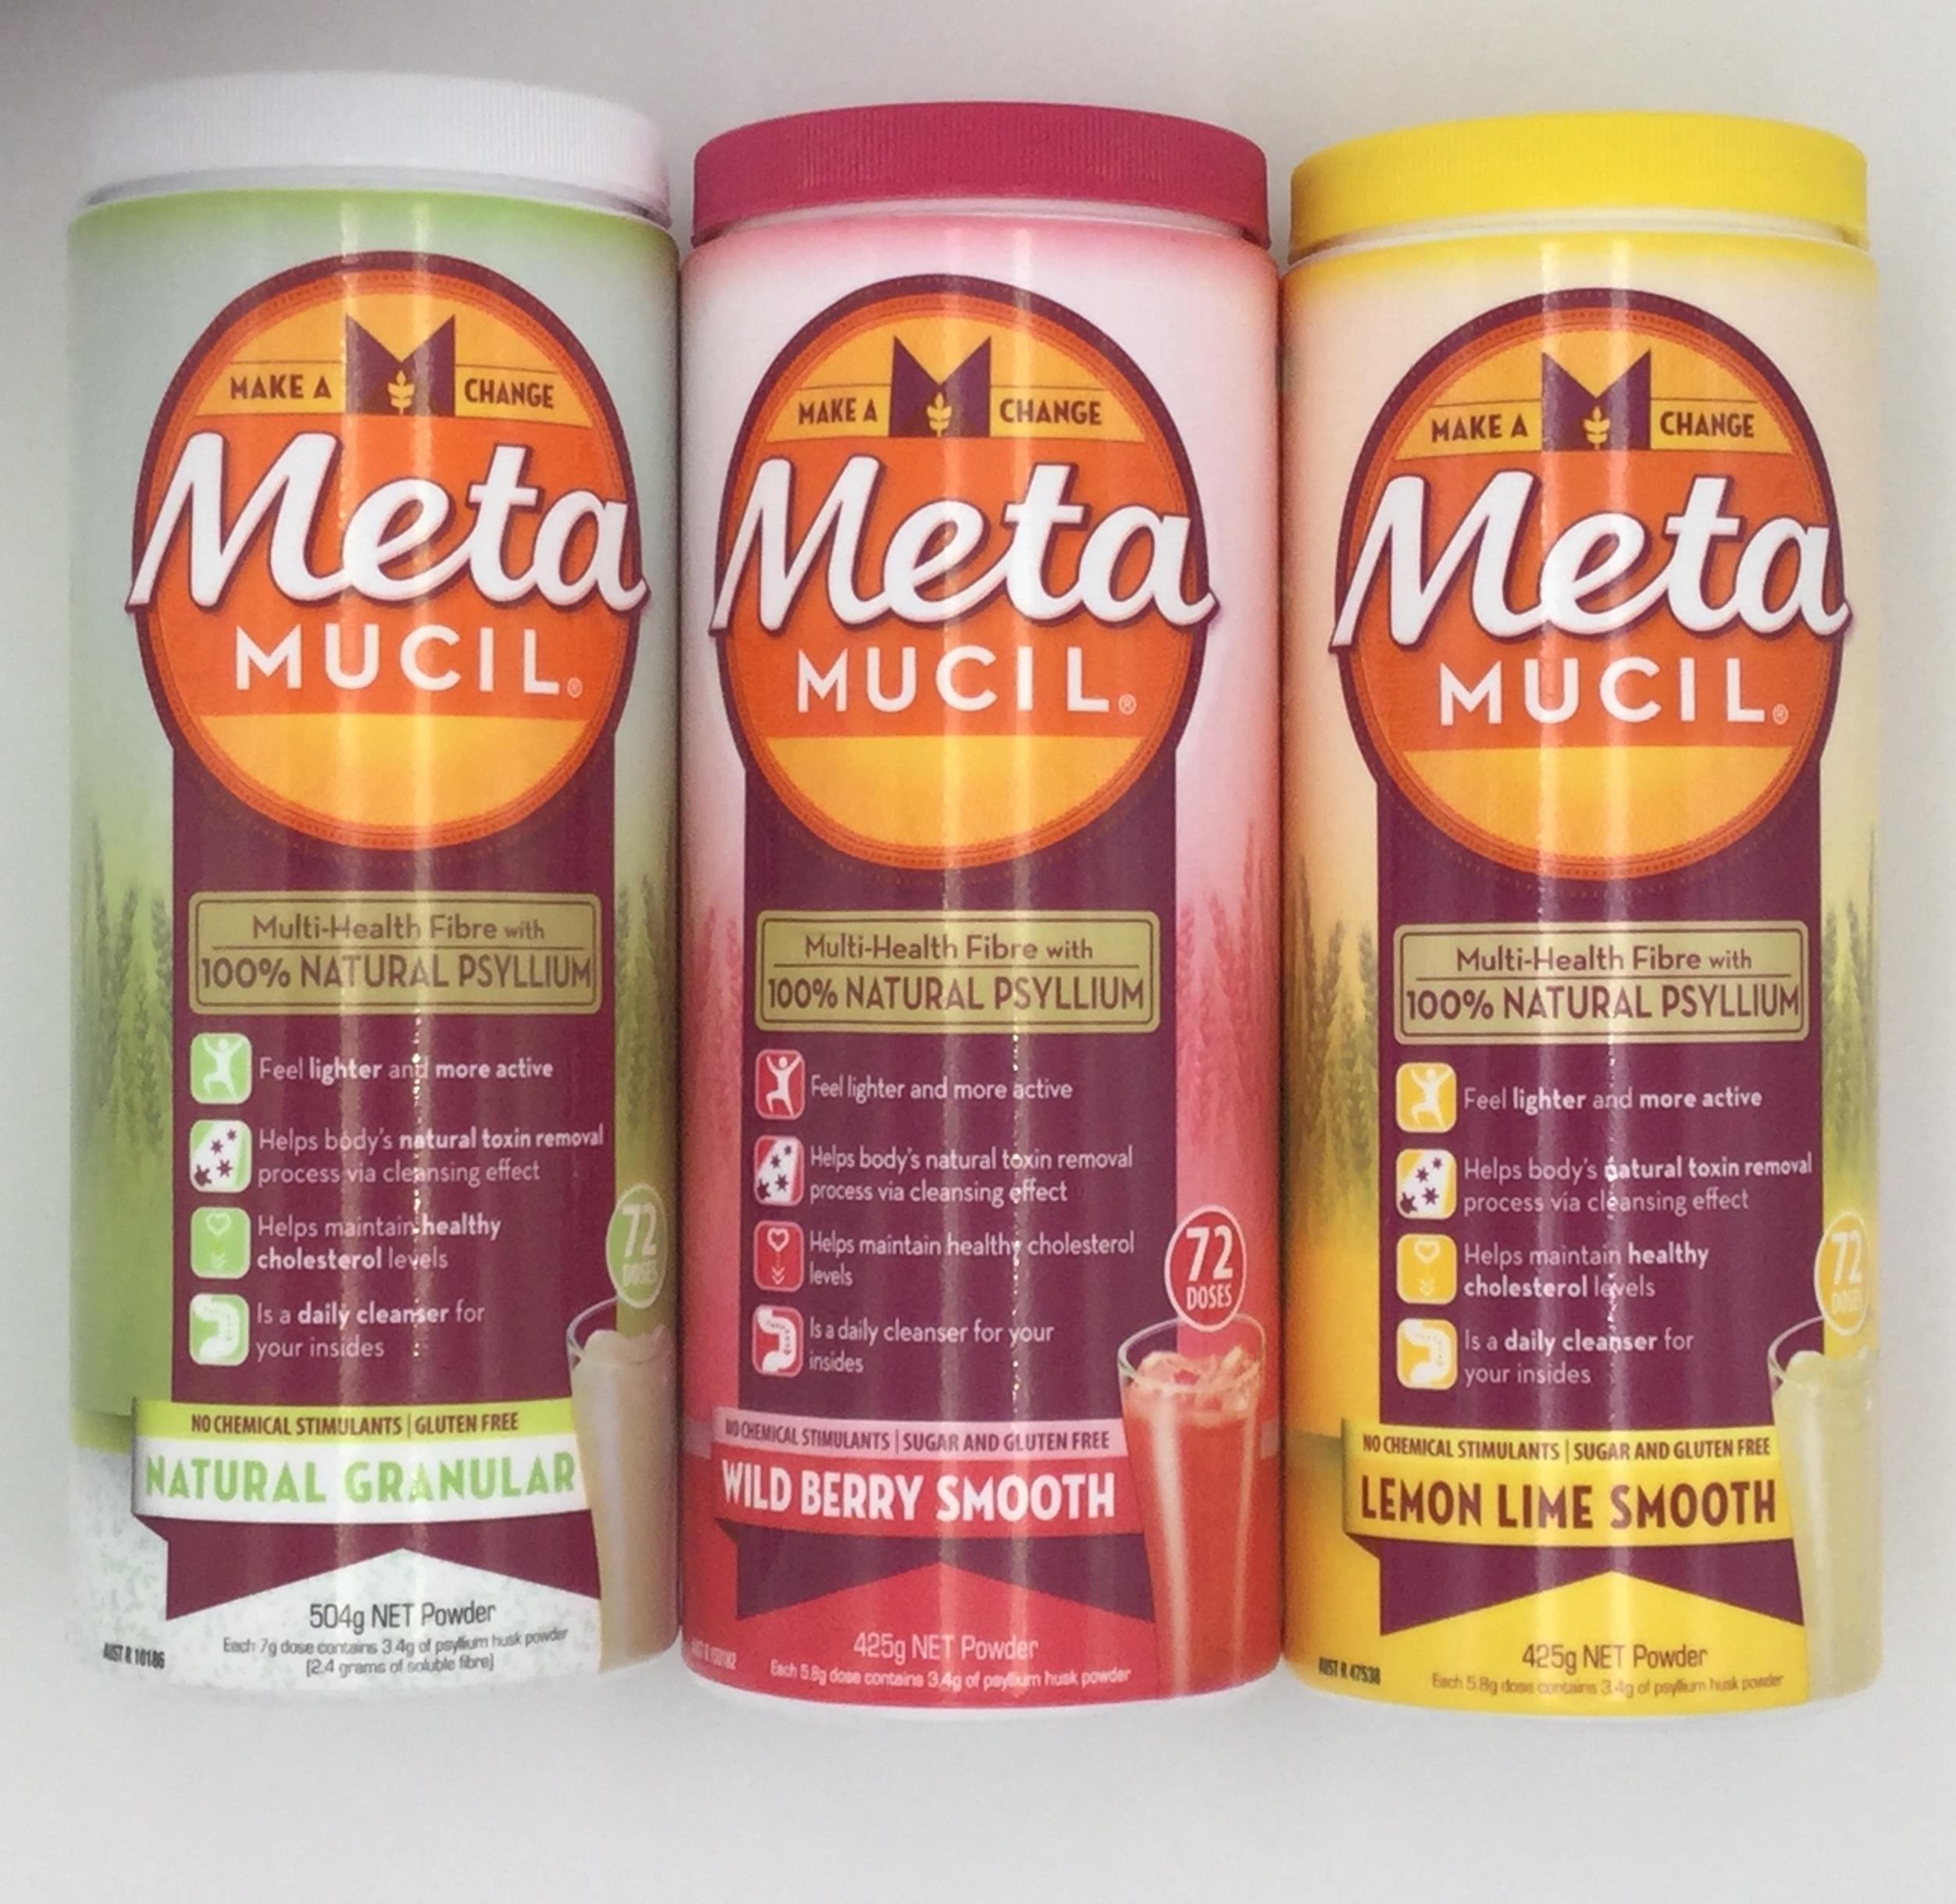 MAKE A CHANGE
Meta
MUCIL®
Multi-Health Fibre with
100% NATURAL PSYLLIUM
Feel lighter and more active
Helps body's natural toxin removal
process via cleansing effect
Helps maintain healthy
cholesterol levels
Is a daily cleanser for
your insides
72
DOSES
NO CHEMICAL STIMULANTS | GLUTEN FREE
NATURAL GRANULAR
504g NET Powder
Each 7g dose contains 3.4g of psyllium husk powder
(2.4 grams of soluble fibre)
AUST R 10186
MAKE A CHANGE
Meta
MUCIL®
Multi-Health Fibre with
100% NATURAL PSYLLIUM
Feel lighter and more active
Helps body's natural toxin removal
process via cleansing effect
Helps maintain healthy cholesterol
levels
Is a daily cleanser for your
insides
72
DOSES
NO CHEMICAL STIMULANTS | SUGAR AND GLUTEN FREE
WILD BERRY SMOOTH
425g NET Powder
Each 5.8g dose contains 3.4g of psyllium husk powder
AUST R
MAKE A CHANGE
Meta
MUCIL®
Multi-Health Fibre with
100% NATURAL PSYLLIUM
Feel lighter and more active
Helps body's natural toxin removal
process via cleansing effect
Helps maintain healthy
cholesterol levels
Is a daily cleanser for
your insides
72
DOSES
NO CHEMICAL STIMULANTS | SUGAR AND GLUTEN FREE
LEMON LIME SMOOTH
425g NET Powder
Each 5.8g dose contains 3.4g of psyllium husk powder
AUST R 47538